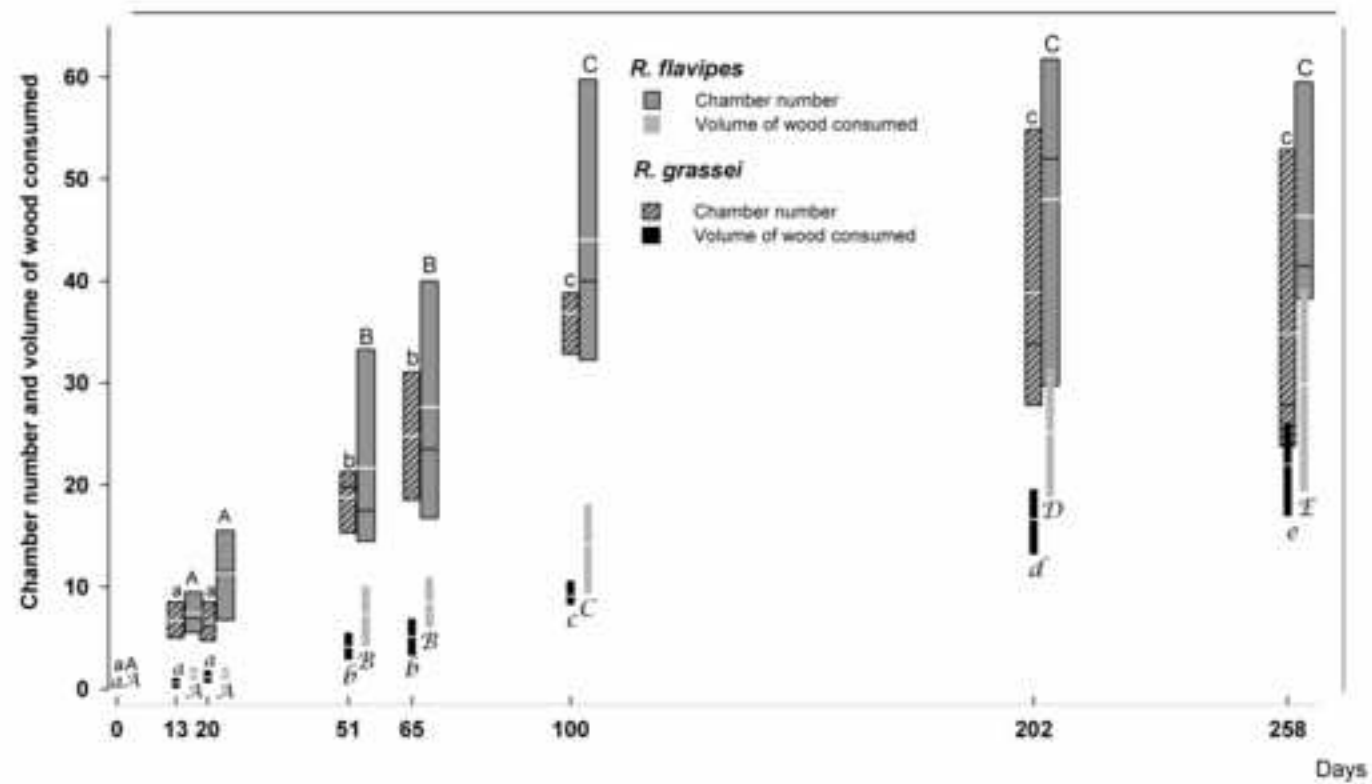 Chamber number and volume of wood consumed
60
50
40
30
20
10
0
R. flavipes
Chamber number
Volume of wood consumed
R. grassei
Chamber number
Volume of wood consumed
C
C
C
c
c
B
c
B
b
b
A
a A a
D
E
e
d
c C
b B
b B
a a
A A
aA
aA
0 13 20 51 65 100 202 258
Days